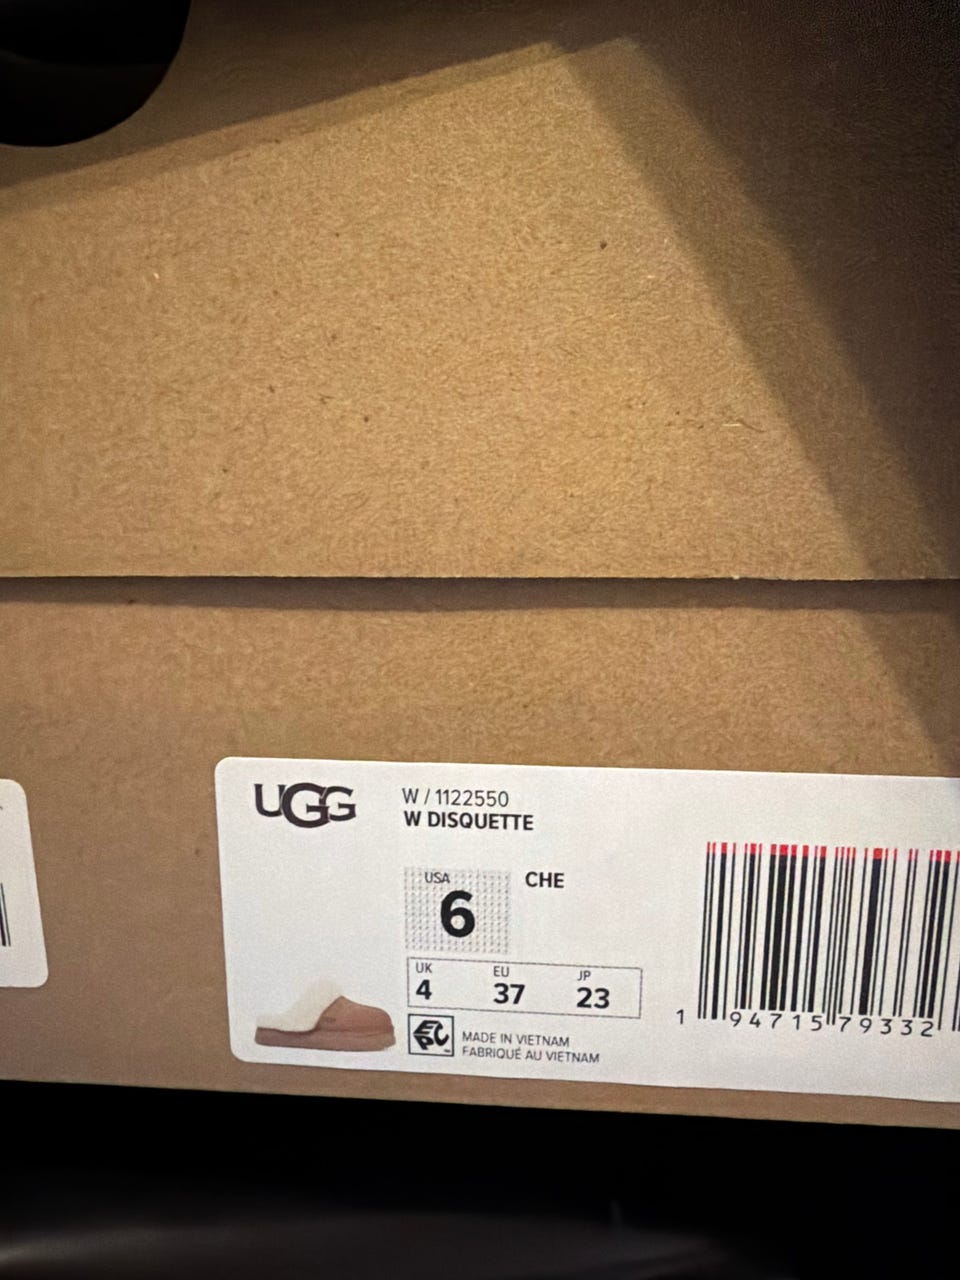 UGG
W / 1122550
W DISQUETTE
USA
6
CHE
UK
4
EU
37
JP
23
EPC
MADE IN VIETNAM
FABRIQUÉ AU VIETNAM
1 94715 79332